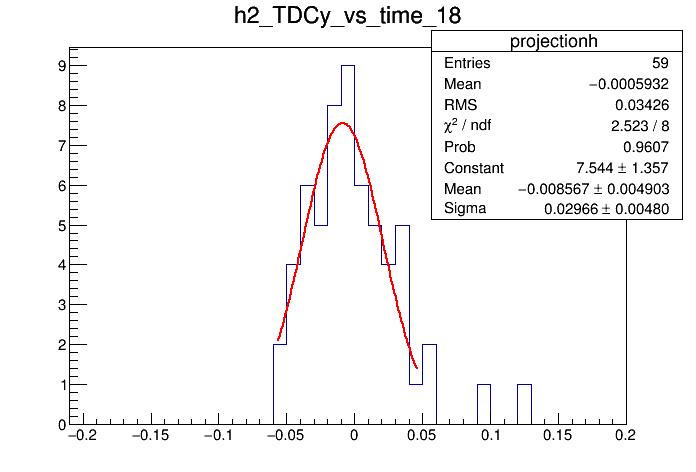 h2_TDCy_vs_time_18
projectionh
Entries 59
Mean −0.0005932
RMS 0.03426
χ² / ndf 2.523 / 8
Prob 0.9607
Constant 7.544 ± 1.357
Mean −0.008567 ± 0.004903
Sigma 0.02966 ± 0.00480
9
8
7
6
5
4
3
2
1
0
−0.2 −0.15 −0.1 −0.05 0 0.05 0.1 0.15 0.2